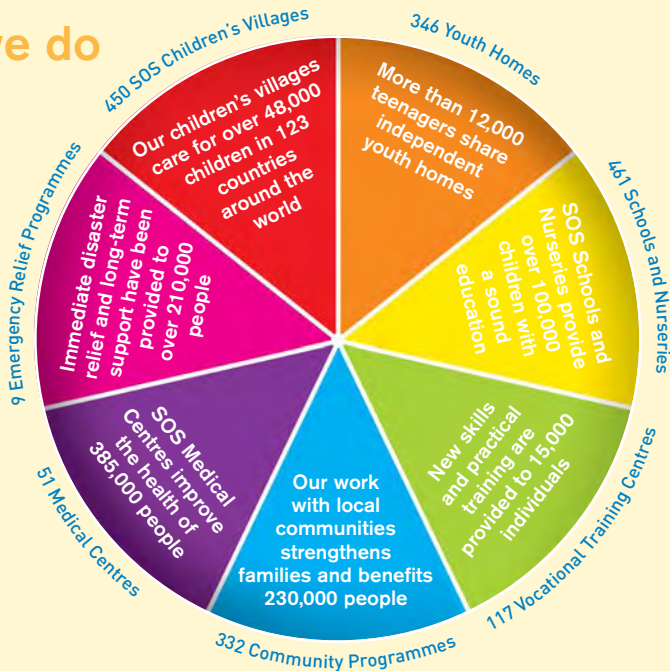 ve do
450 SOS Children's Villages
Our children's villages
care for over 48,000
children in 123
countries
around the
world
346 Youth Homes
More than 12,000
teenagers share
independent
youth homes
461 Schools and Nurseries
SOS Schools and
Nurseries provide
over 100,000
children with
a sound
education
117 Vocational Training Centres
New skills
and practical
training are
provided to 15,000
individuals
332 Community Programmes
Our work
with local
communities
strengthens
families and benefits
230,000 people
51 Medical Centres
SOS Medical
Centres improve
the health of
385,000 people
9 Emergency Relief Programmes
Immediate disaster
relief and long-term
support have been
provided to
over 210,000
people